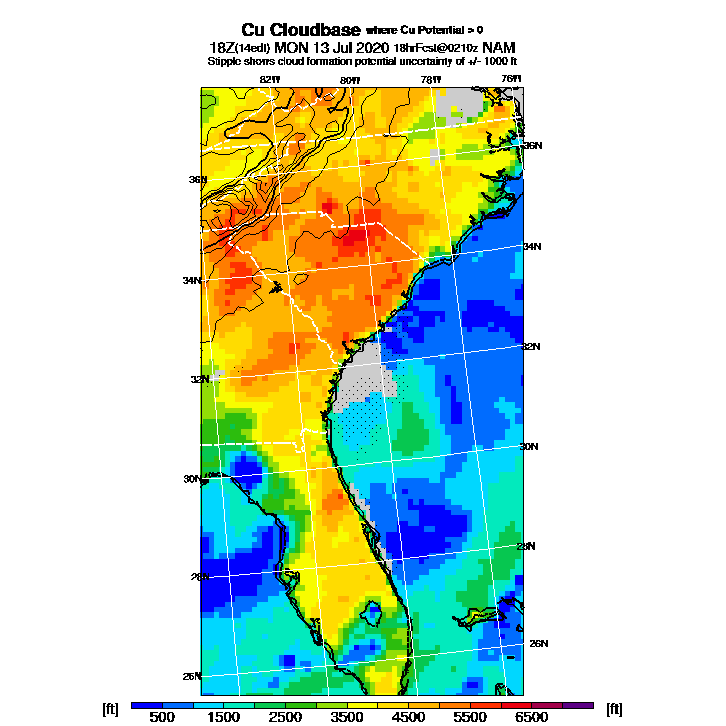 Cu Cloudbase where Cu Potential > 0
18Z(14edt) MON 13 Jul 2020 18hrFcst@0210z NAM
Stipple shows cloud formation potential uncertainty of +/- 1000 ft
82W 80W 78W 76W
36N
36N
34N
34N
32N
32N
30N
30N
28N
28N
26N
26N
[ft] [ft]
500 1500 2500 3500 4500 5500 6500